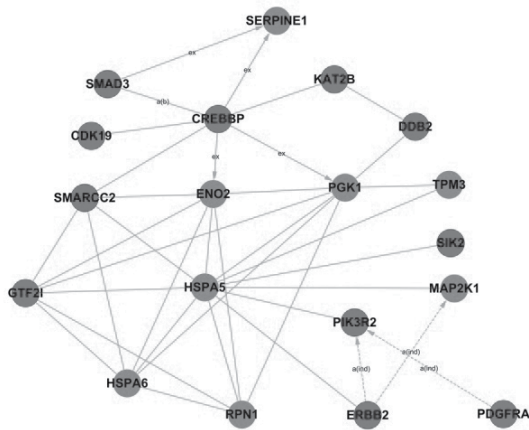 SERPINE1
ex
SMAD3
ex
KAT2B
a(b)
CREBBP
CDK19
DDB2
ex
ex
SMARCC2
ENO2
PGK1
TPM3
SIK2
GTF2I
HSPA5
MAP2K1
PIK3R2
a(ind)
a(ind)
a(ind)
HSPA6
RPN1
ERBB2
PDGFRA